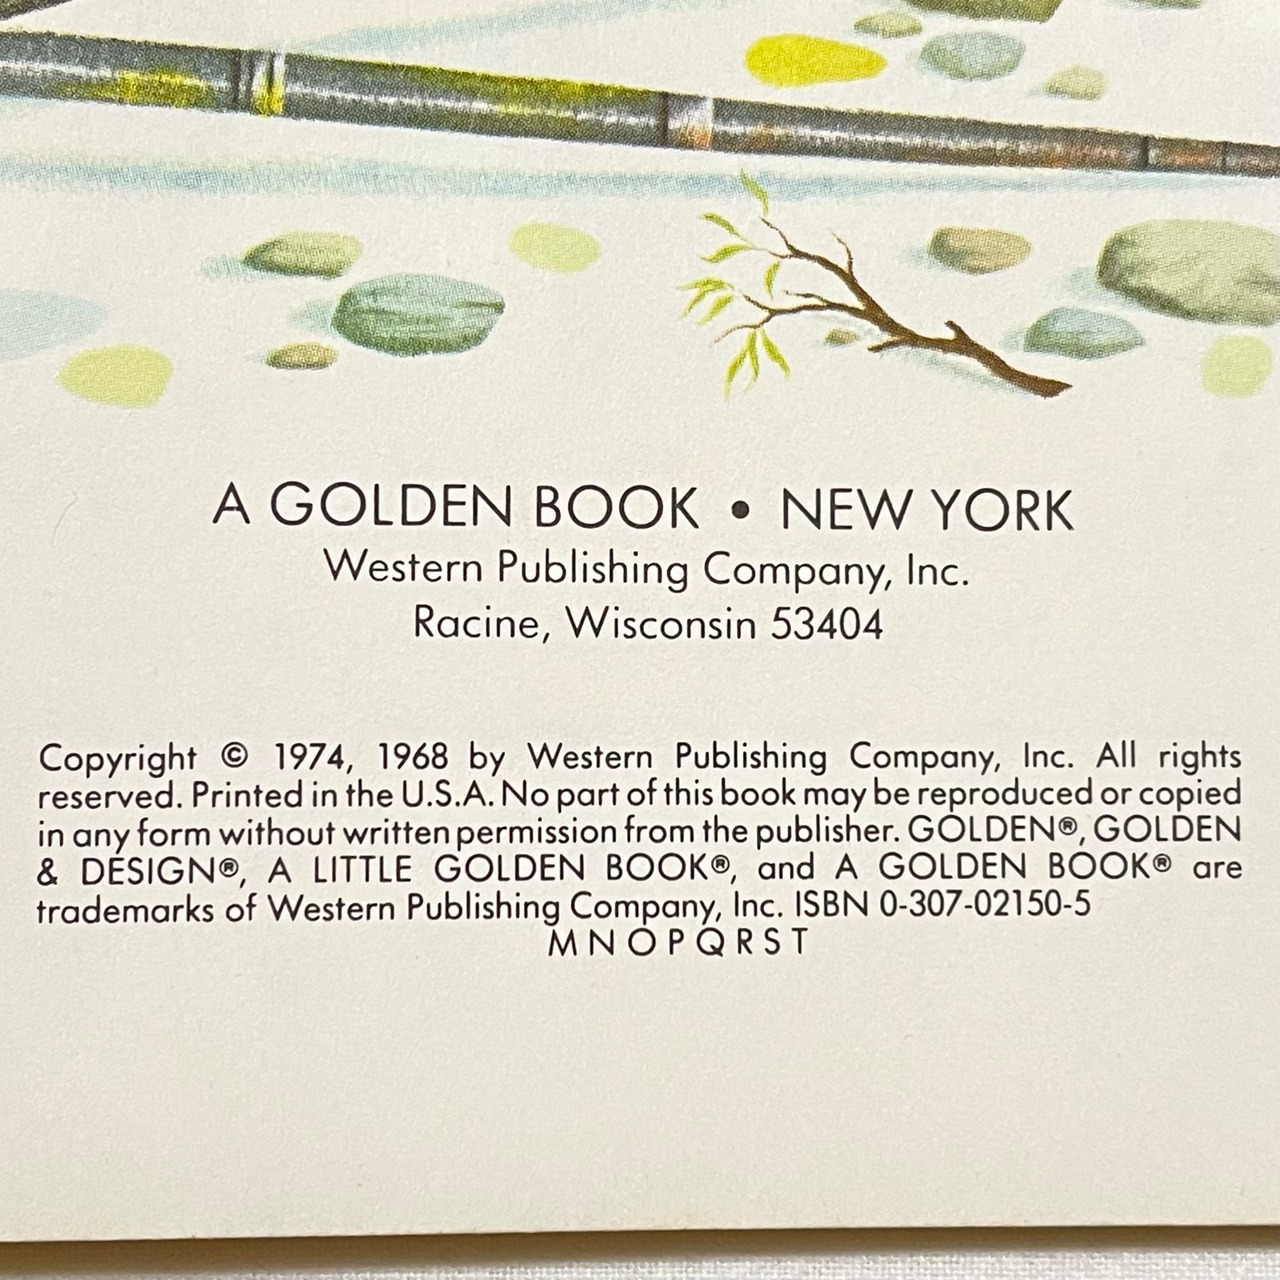 A GOLDEN BOOK • NEW YORK
Western Publishing Company, Inc.
Racine, Wisconsin 53404
Copyright © 1974, 1968 by Western Publishing Company, Inc. All rights
reserved. Printed in the U.S.A. No part of this book may be reproduced or copied
in any form without written permission from the publisher. GOLDEN®, GOLDEN
& DESIGN®, A LITTLE GOLDEN BOOK®, and A GOLDEN BOOK® are
trademarks of Western Publishing Company, Inc. ISBN 0-307-02150-5
M N O P Q R S T